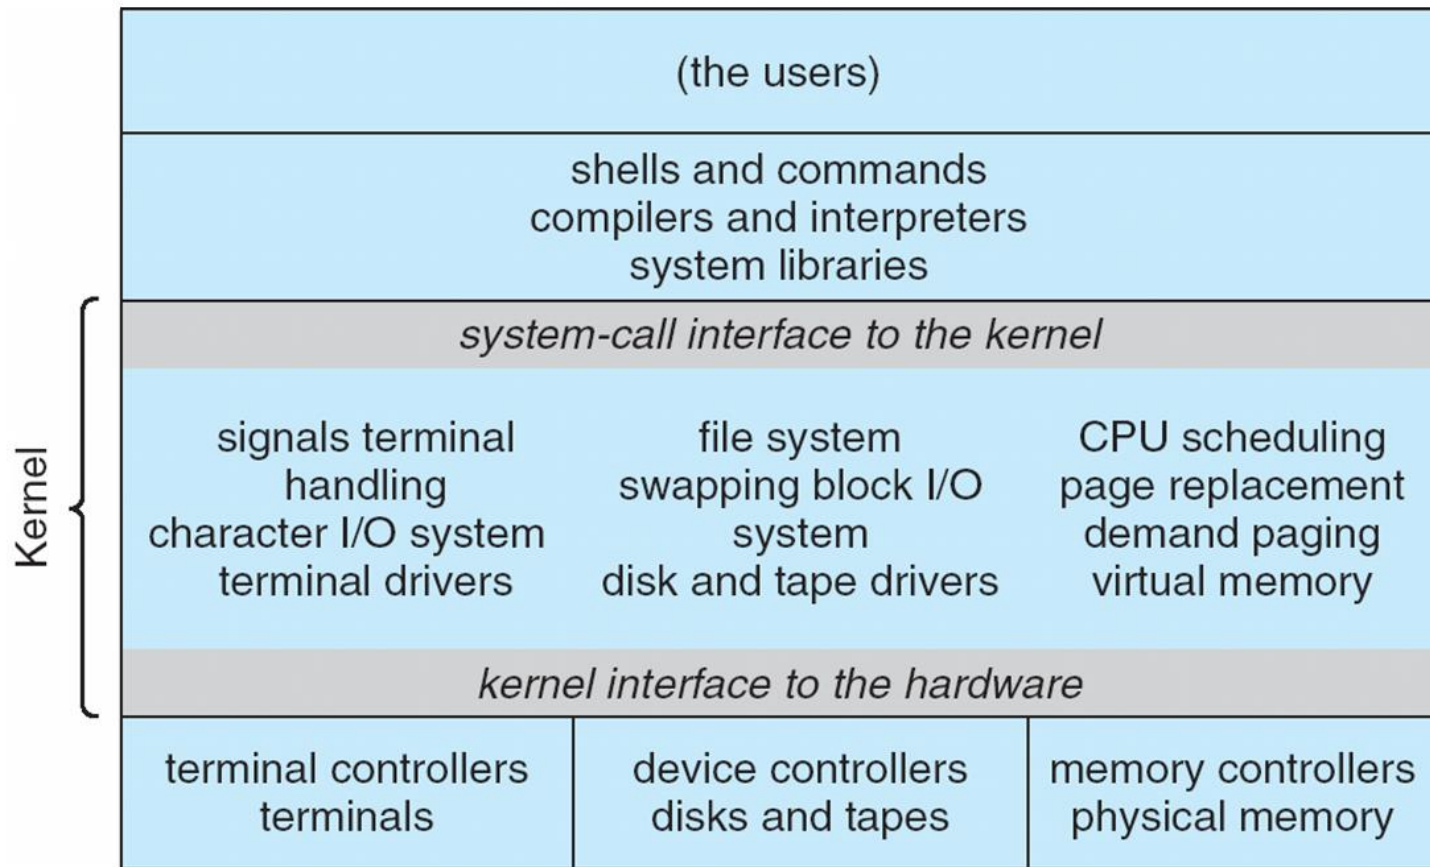 (the users)
shells and commands
compilers and interpreters
system libraries
Kernel
system-call interface to the kernel
signals terminal
handling
character I/O system
terminal drivers
file system
swapping block I/O
system
disk and tape drivers
CPU scheduling
page replacement
demand paging
virtual memory
kernel interface to the hardware
terminal controllers
terminals
device controllers
disks and tapes
memory controllers
physical memory